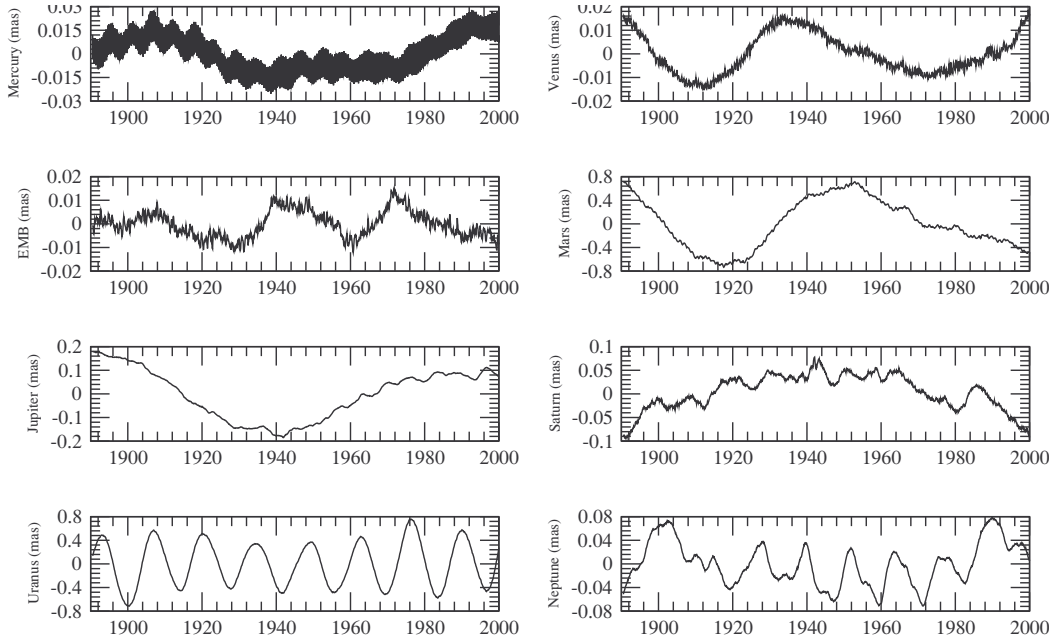 Mercury (mas)
0.03
0.015
0
-0.015
-0.03
1900 1920 1940 1960 1980 2000
Venus (mas)
0.02
0.01
0
-0.01
-0.02
1900 1920 1940 1960 1980 2000
EMB (mas)
0.02
0.01
0
-0.01
-0.02
1900 1920 1940 1960 1980 2000
Mars (mas)
0.8
0.4
0
-0.4
-0.8
1900 1920 1940 1960 1980 2000
Jupiter (mas)
0.2
0.1
0
-0.1
-0.2
1900 1920 1940 1960 1980 2000
Saturn (mas)
0.1
0.05
0
-0.05
-0.1
1900 1920 1940 1960 1980 2000
Uranus (mas)
0.8
0.4
0
-0.4
-0.8
1900 1920 1940 1960 1980 2000
Neptune (mas)
0.08
0.04
0
-0.04
-0.08
1900 1920 1940 1960 1980 2000